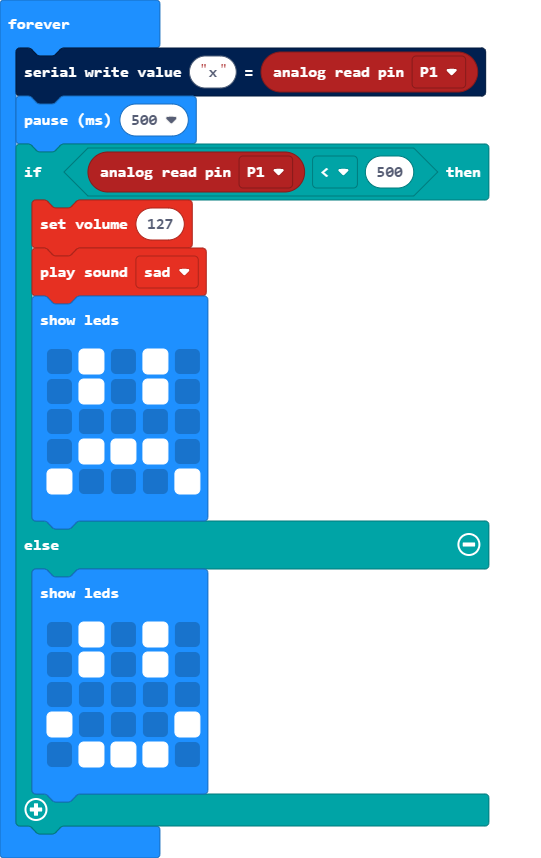 forever
serial write value "x" = analog read pin P1
pause (ms) 500
if analog read pin P1 < 500 then
set volume 127
play sound sad
show leds
else
show leds